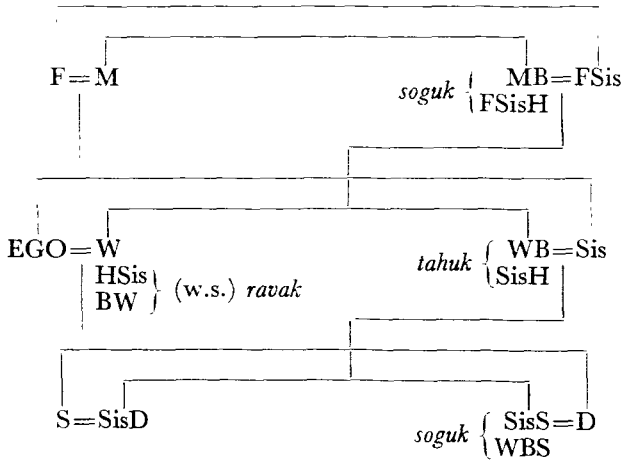 F=M soguk { MB=FSis
FSisH
EGO=W tahuk { WB=Sis
HSis } (w.s.) ravak SisH
BW
S=SisD soguk { SisS=D
WBS